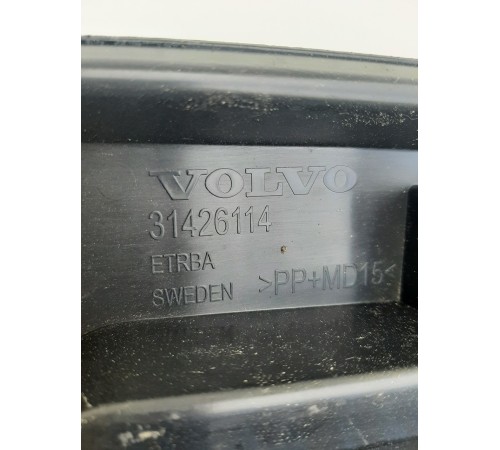 VOLVO
31426114
ETRBA
SWEDEN >PP+MD15<